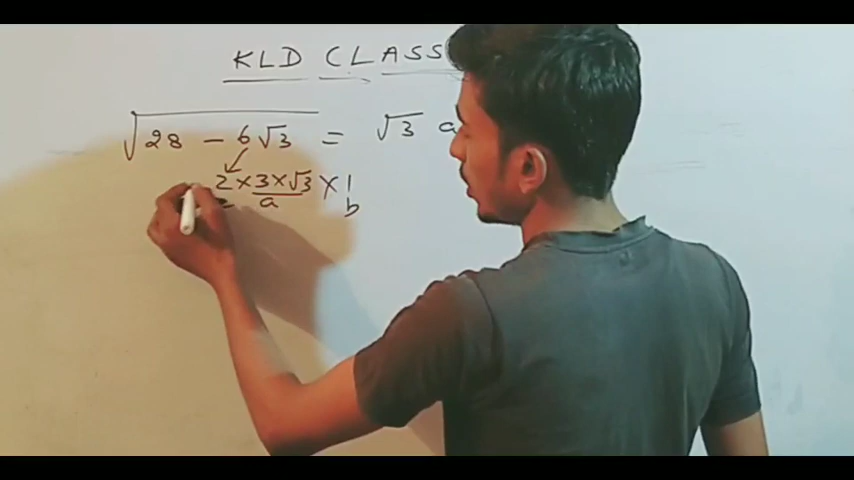 KLD CLASS
√28 - 6√3 = √3 a
2 × 3 × √3 × 1
a b